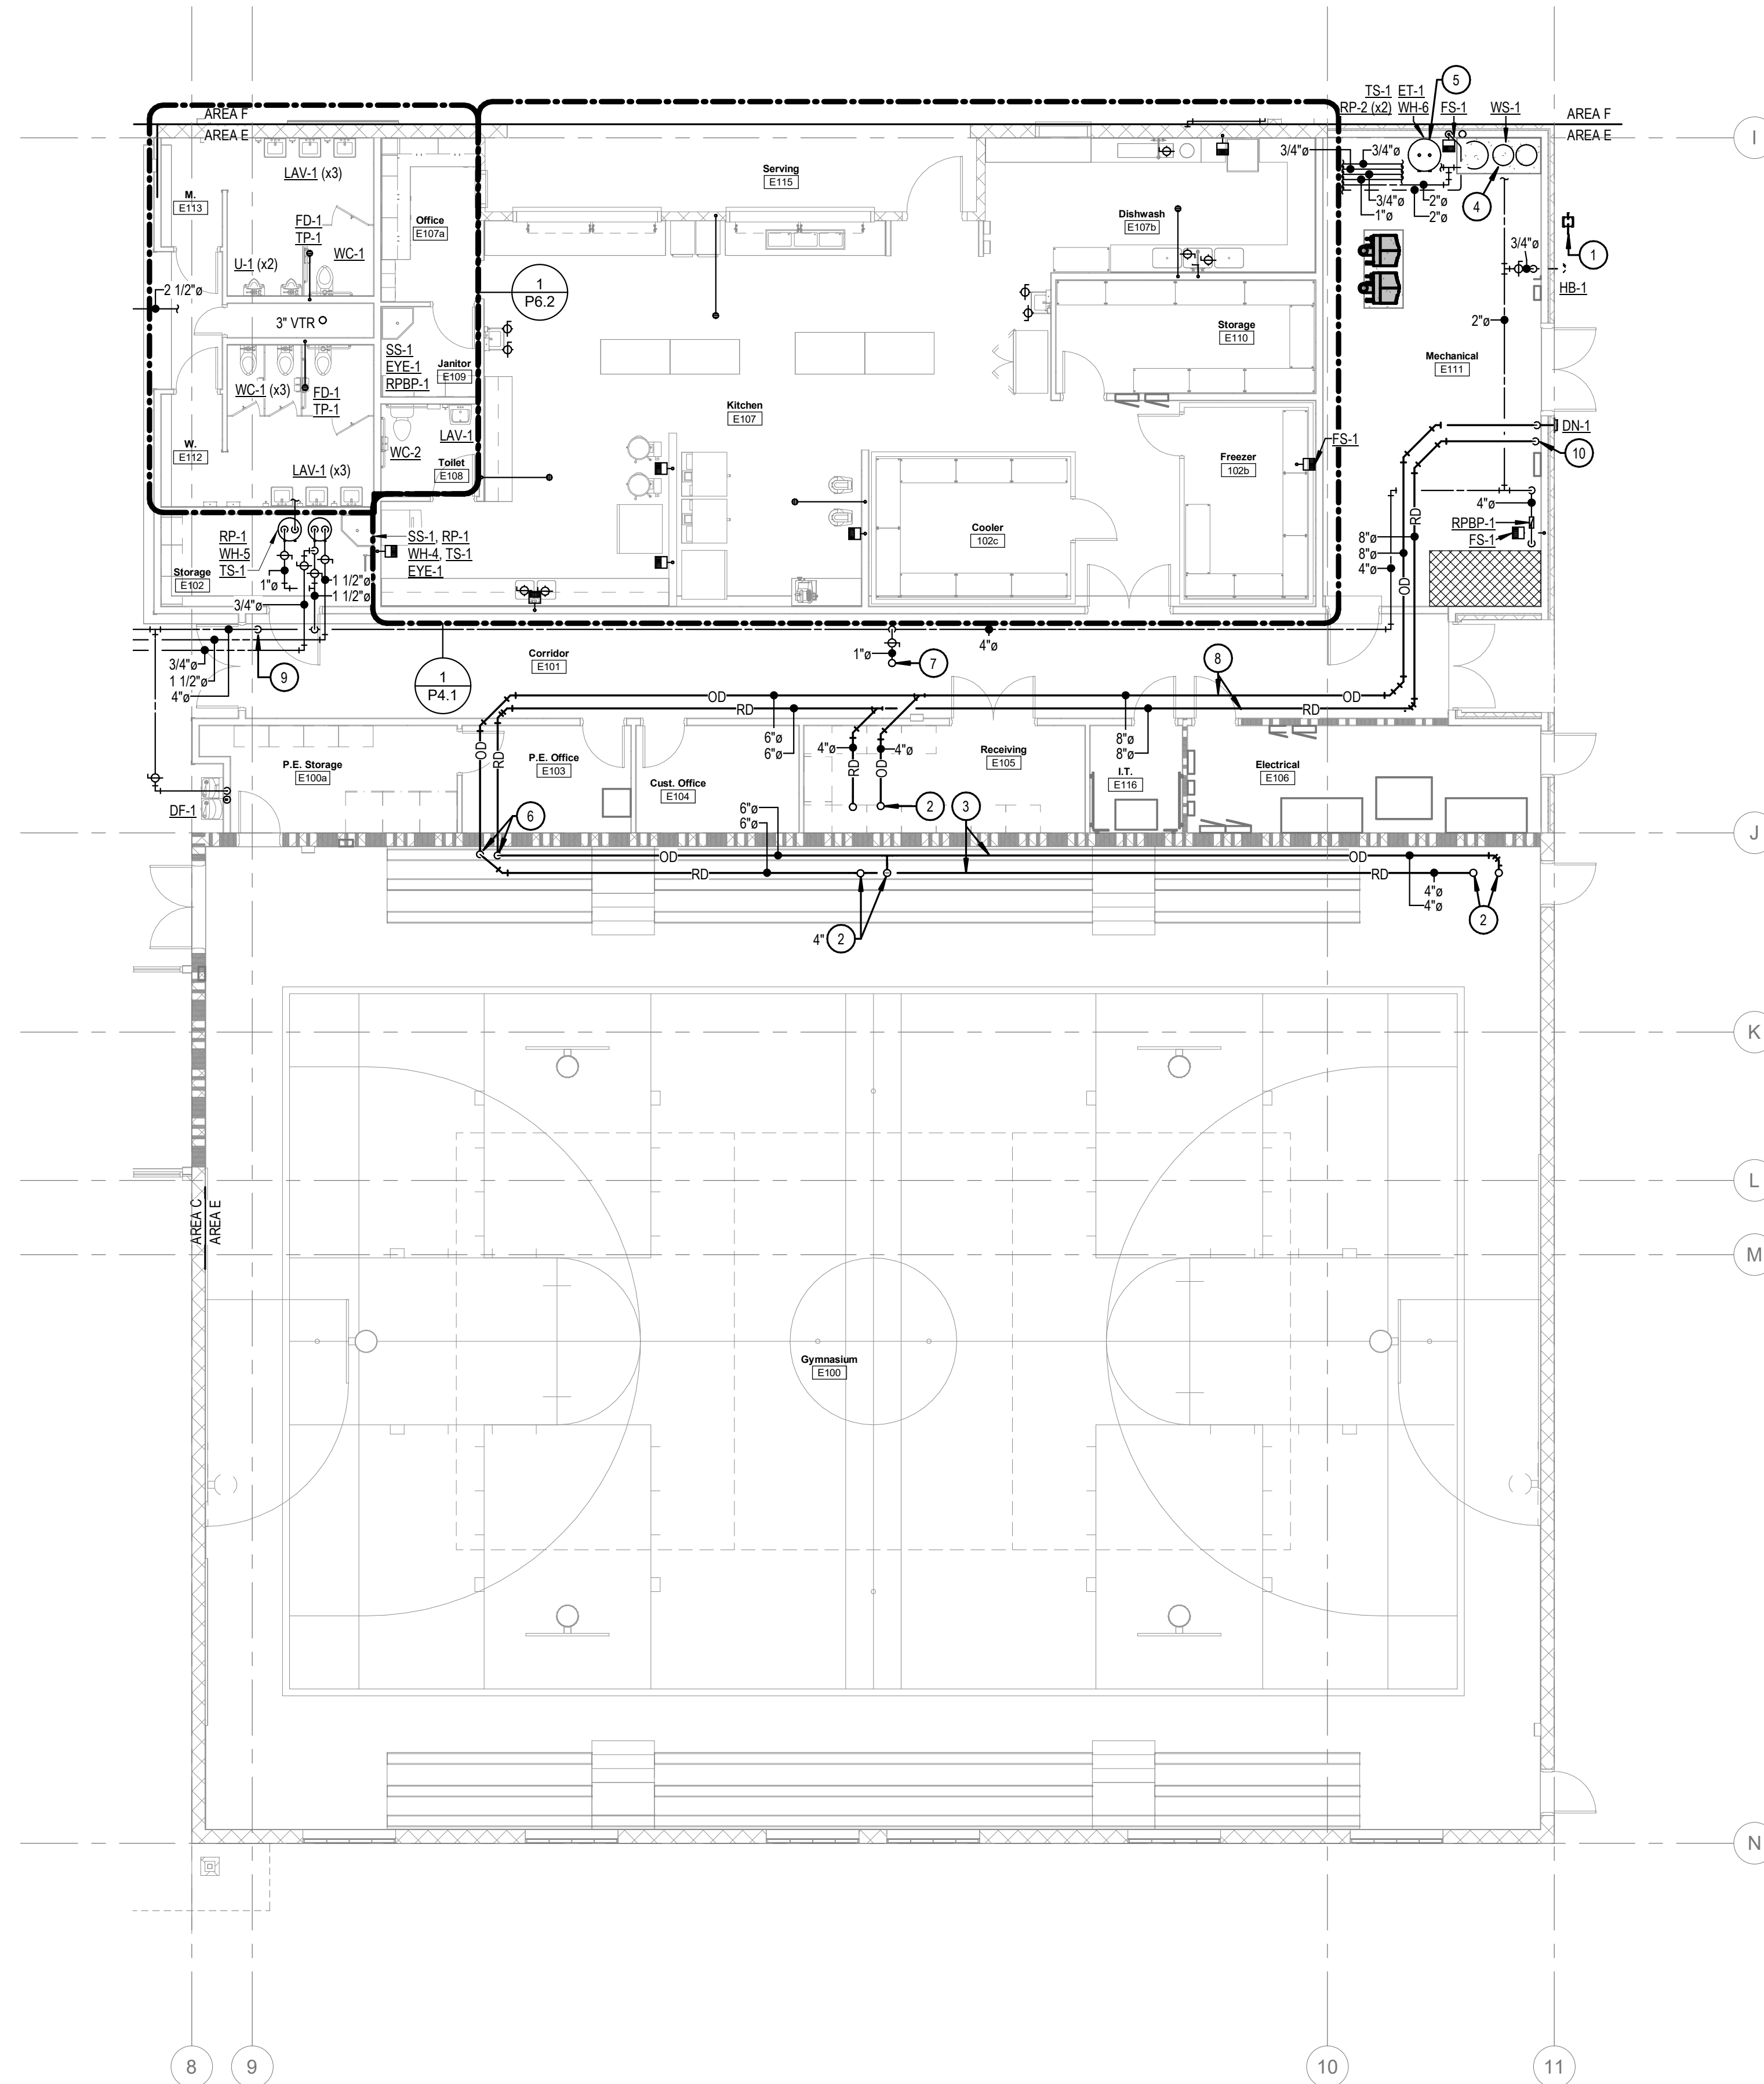 AREA F
AREA E
LAV-1 (x3)
M.
E113
FD-1
TP-1
WC-1
U-1 (x2)
2 1/2"ø
3" VTR
WC-1 (x3)
FD-1
TP-1
W.
E112
LAV-1 (x3)
Office
E107a
SS-1
EYE-1
RPBP-1
Janitor
E109
LAV-1
WC-2
Toilet
E108
1
P6.2
Serving
E115
Dishwash
E107b
Storage
E110
Kitchen
E107
Freezer
102b
FS-1
Cooler
102c
TS-1 ET-1
RP-2 (x2) WH-6 FS-1
WS-1
5
AREA F
AREA E
I
3/4"ø
3/4"ø
3/4"ø
1"ø
2"ø
2"ø
4
3/4"ø
1
HB-1
2"ø
Mechanical
E111
DN-1
10
4"ø
RPBP-1
FS-1
RD
OD
8"ø
8"ø
4"ø
RP-1
WH-5
TS-1
Storage
E102
1"ø
3/4"ø
1 1/2"ø
1 1/2"ø
SS-1, RP-1
WH-4, TS-1
EYE-1
3/4"ø
1 1/2"ø
4"ø
9
1
P4.1
Corridor
E101
1"ø
7
4"ø
8
OD
OD
RD
RD
OD
RD
6"ø
6"ø
4"ø
4"ø
RD
OD
8"ø
8"ø
P.E. Storage
E100a
P.E. Office
E103
Cust. Office
E104
Receiving
E105
I.T.
E116
Electrical
E106
DF-1
6
6"ø
6"ø
2
3
J
OD
OD
RD
RD
4"ø
4"ø
4" 2
2
K
L
AREA C
AREA E
M
Gymnasium
E100
N
8
9
10
11